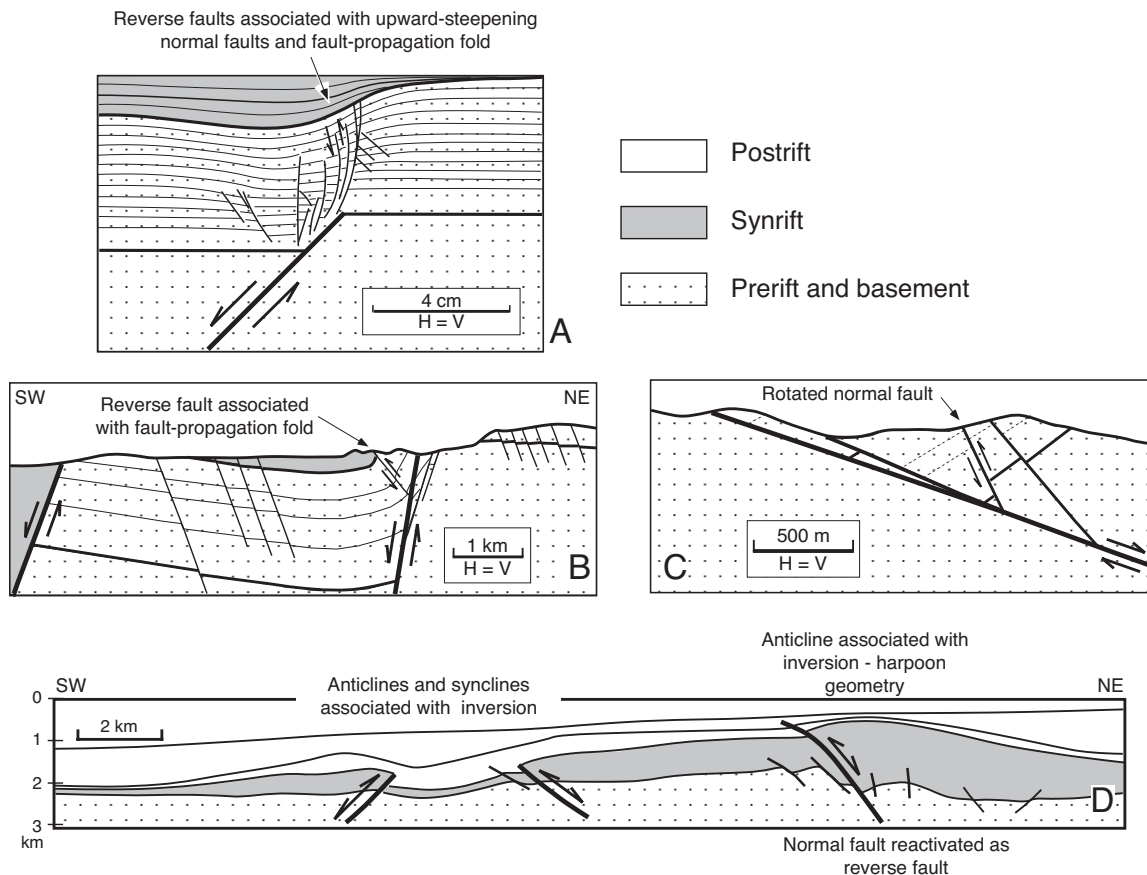 Reverse faults associated with upward-steepening
normal faults and fault-propagation fold
4 cm
H = V
A
Postrift
Synrift
Prerift and basement
SW
NE
Reverse fault associated
with fault-propagation fold
1 km
H = V
B
Rotated normal fault
500 m
H = V
C
SW
NE
Anticlines and synclines
associated with inversion
Anticline associated with
inversion - harpoon
geometry
0
2 km
1
2
3
km
D
Normal fault reactivated as
reverse fault